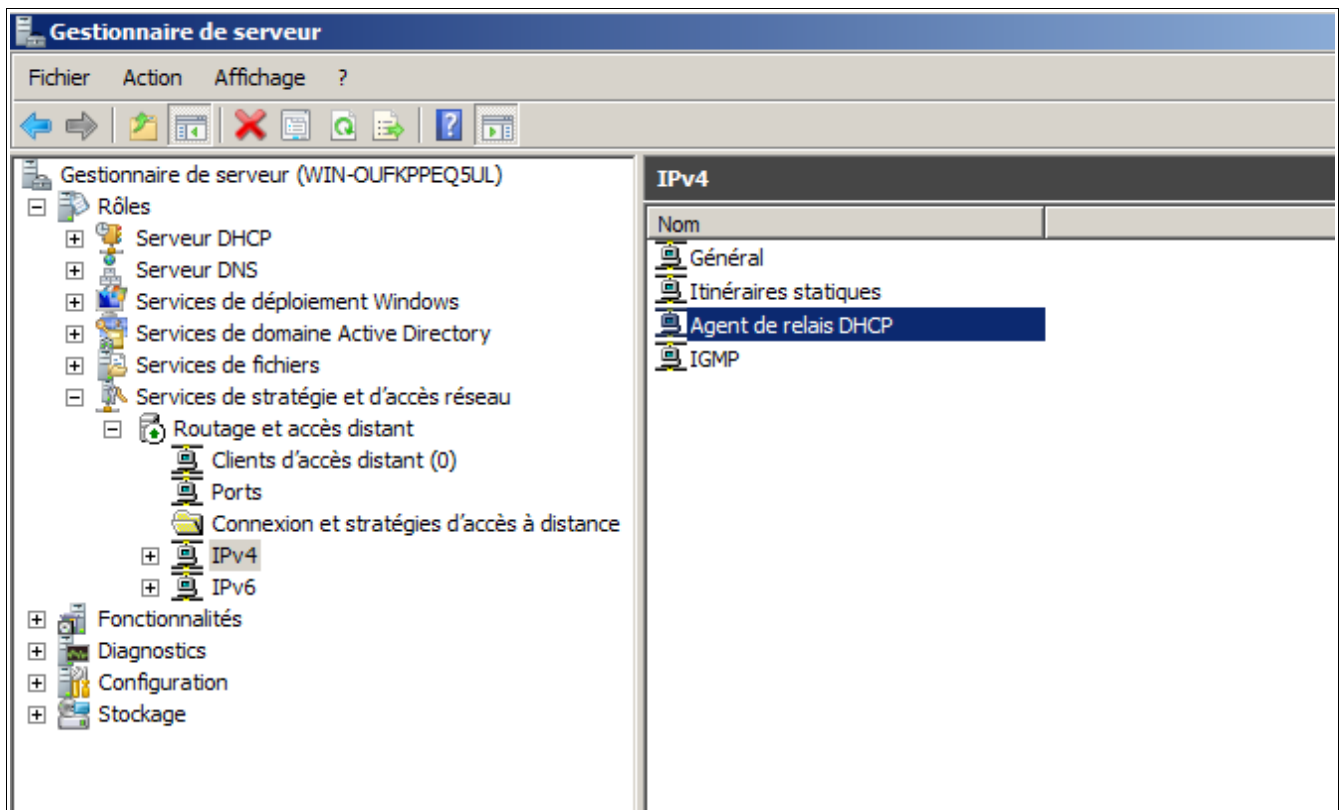 Gestionnaire de serveur
Fichier Action Affichage ?
Gestionnaire de serveur (WIN-OUFKPPEQ5UL)
Rôles
Serveur DHCP
Serveur DNS
Services de déploiement Windows
Services de domaine Active Directory
Services de fichiers
Services de stratégie et d'accès réseau
Routage et accès distant
Clients d'accès distant (0)
Ports
Connexion et stratégies d'accès à distance
IPv4
IPv6
Fonctionnalités
Diagnostics
Configuration
Stockage
IPv4
Nom
Général
Itinéraires statiques
Agent de relais DHCP
IGMP